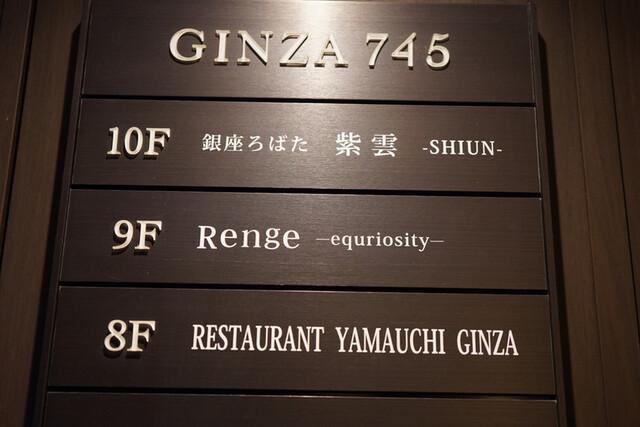 GINZA 745
10F 銀座ろばた 紫雲 -SHIUN-
9F Renge —equriosity—
8F RESTAURANT YAMAUCHI GINZA